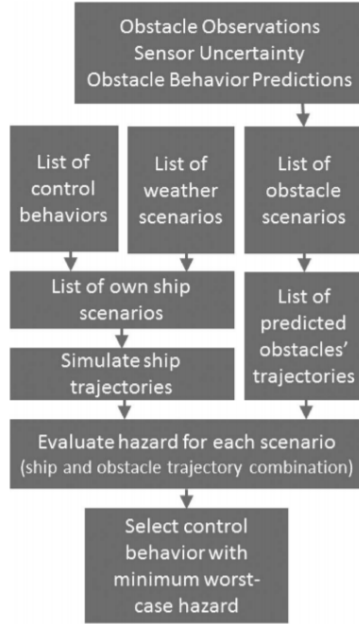 Obstacle Observations
Sensor Uncertainty
Obstacle Behavior Predictions
List of
control
behaviors
List of
weather
scenarios
List of
obstacle
scenarios
List of own ship
scenarios
List of
predicted
obstacles'
trajectories
Simulate ship
trajectories
Evaluate hazard for each scenario
(ship and obstacle trajectory combination)
Select control
behavior with
minimum worst-
case hazard